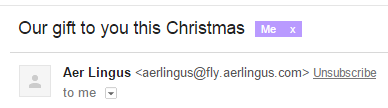 Our gift to you this Christmas Me x
Aer Lingus <aerlingus@fly.aerlingus.com> Unsubscribe
to me